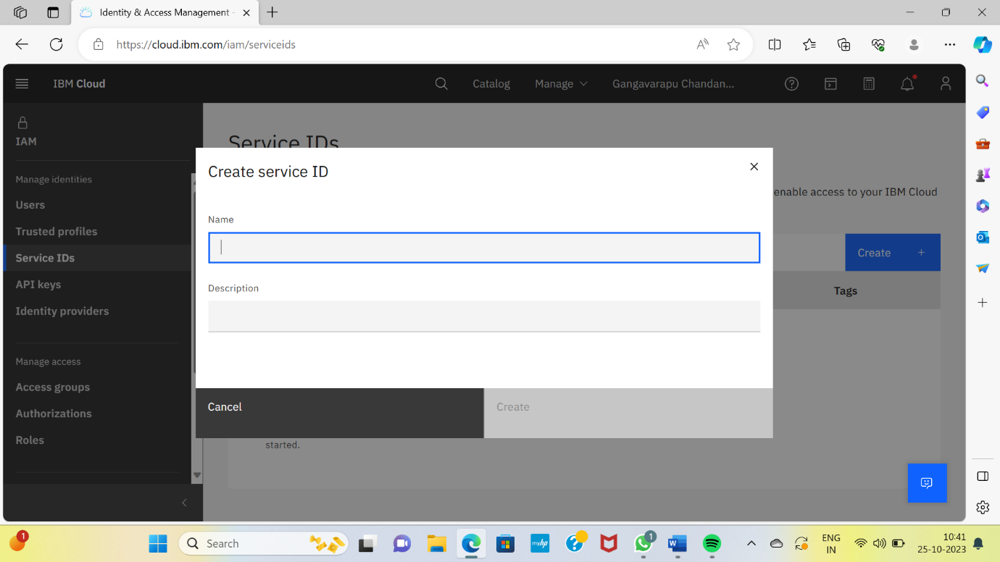 Identity & Access Management -
https://cloud.ibm.com/iam/serviceids
IBM Cloud
Catalog
Manage
Gangavarapu Chandan...
IAM
Manage identities
Users
Trusted profiles
Service IDs
API keys
Identity providers
Manage access
Access groups
Authorizations
Roles
Service IDs
enable access to your IBM Cloud
Create +
Tags
started.
Create service ID
Name
Description
Cancel
Create
1
Search
myhp
1
ENG
IN
10:41
25-10-2023